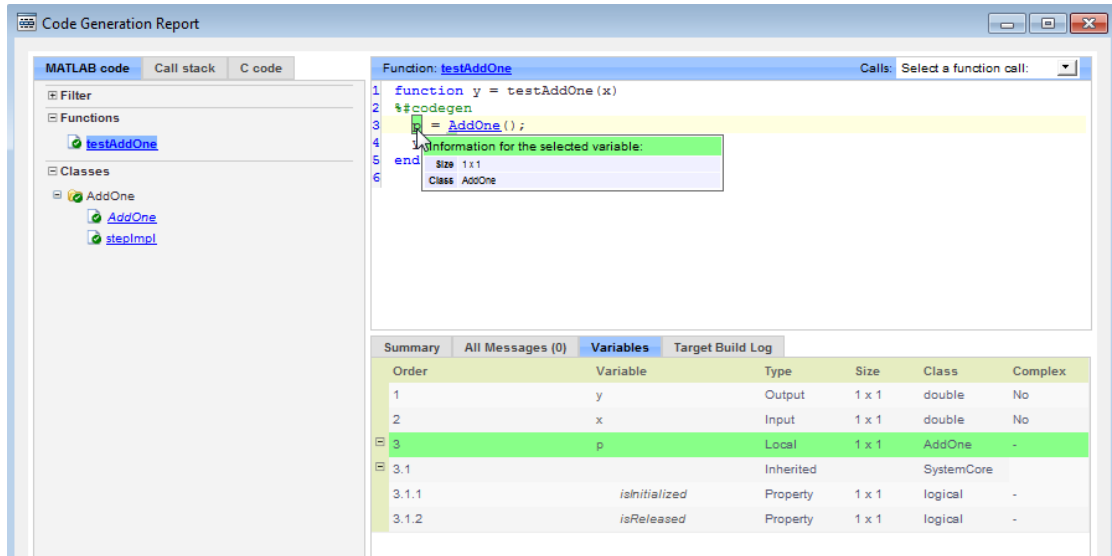 Code Generation Report
MATLAB code Call stack C code
Filter
Functions
testAddOne
Classes
AddOne
AddOne
stepImpl
Function: testAddOne Calls: Select a function call:
1 function y = testAddOne(x)
2 %#codegen
3 p = AddOne();
4
5 end
6
Information for the selected variable:
Size 1x1
Class AddOne
Summary All Messages (0) Variables Target Build Log
Order Variable Type Size Class Complex
1 y Output 1 x 1 double No
2 x Input 1 x 1 double No
3 p Local 1 x 1 AddOne -
3.1 Inherited SystemCore
3.1.1 isInitialized Property 1 x 1 logical -
3.1.2 isReleased Property 1 x 1 logical -